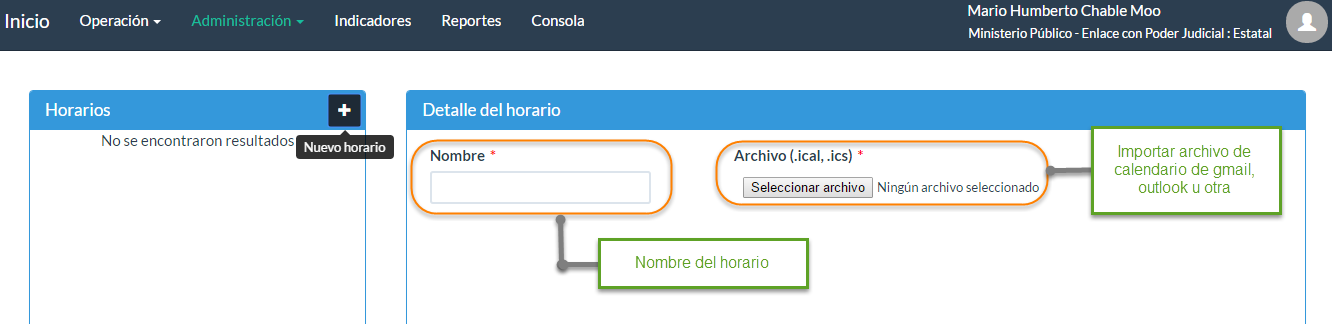 Inicio Operación Administración Indicadores Reportes Consola
Mario Humberto Chable Moo
Ministerio Público - Enlace con Poder Judicial : Estatal
Horarios
No se encontraron resultados
Nuevo horario
Detalle del horario
Nombre *
Archivo (.ical, .ics) *
Seleccionar archivo Ningún archivo seleccionado
Importar archivo de
calendario de gmail,
outlook u otra
Nombre del horario